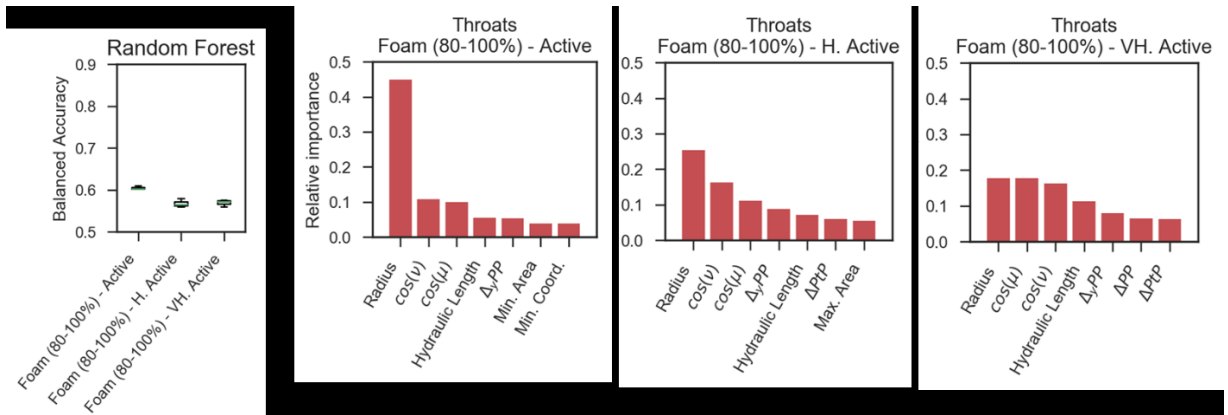 Random Forest
Balanced Accuracy
0.9
0.8
0.7
0.6
0.5
Foam (80-100%) - Active
Foam (80-100%) - H. Active
Foam (80-100%) - VH. Active
Throats
Foam (80-100%) - Active
Relative importance
0.5
0.4
0.3
0.2
0.1
0.0
Radius
cos(ν)
cos(μ)
Hydraulic Length
ΔyPP
Min. Area
Min. Coord.
Throats
Foam (80-100%) - H. Active
0.5
0.4
0.3
0.2
0.1
0.0
Radius
cos(ν)
cos(μ)
ΔyPP
Hydraulic Length
ΔPtP
Max. Area
Throats
Foam (80-100%) - VH. Active
0.5
0.4
0.3
0.2
0.1
0.0
Radius
cos(μ)
cos(ν)
Hydraulic Length
ΔyPP
ΔPP
ΔPtP